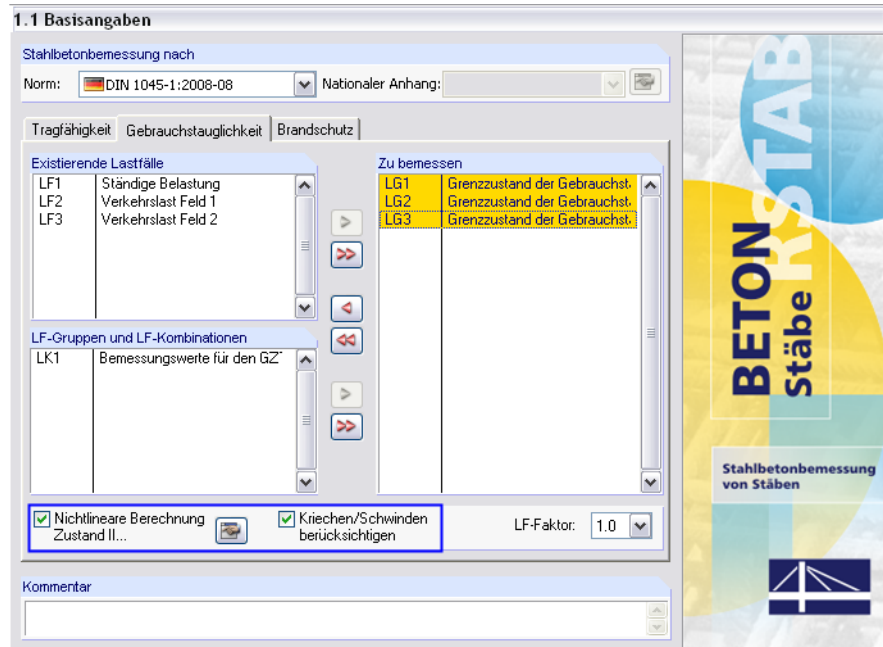 1.1 Basisangaben
Stahlbetonbemessung nach
Norm: DIN 1045-1:2008-08 Nationaler Anhang:
Tragfähigkeit Gebrauchstauglichkeit Brandschutz
Existierende Lastfälle
LF1 Ständige Belastung
LF2 Verkehrslast Feld 1
LF3 Verkehrslast Feld 2
LF-Gruppen und LF-Kombinationen
LK1 Bemessungswerte für den GZ
Zu bemessen
LG1 Grenzzustand der Gebrauchst
LG2 Grenzzustand der Gebrauchst
LG3 Grenzzustand der Gebrauchst
Nichtlineare Berechnung
Zustand II...
Kriechen/Schwinden
berücksichtigen
LF-Faktor: 1.0
Kommentar
RSTAB
BETON
Stäbe
Stahlbetonbemessung
von Stäben